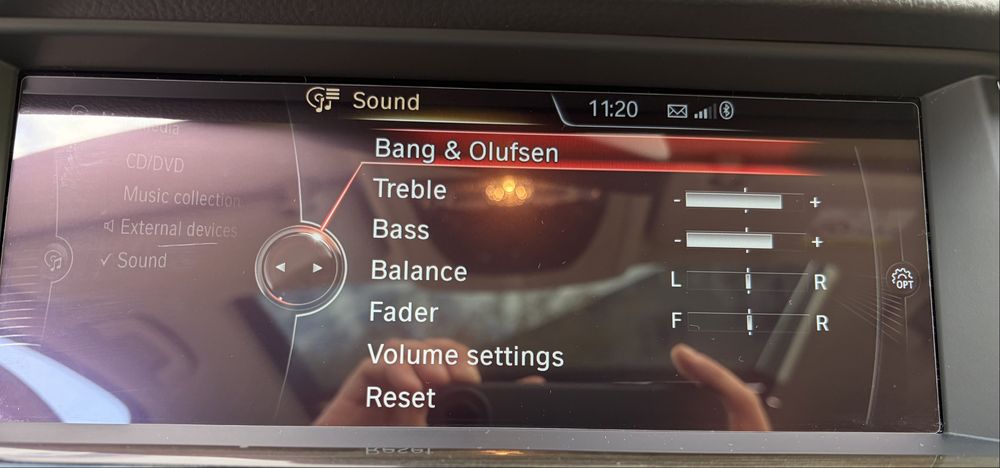 Sound
11:20
CD/DVD
Music collection
External devices
✓ Sound
Bang & Olufsen
Treble
- +
Bass
- +
Balance
L R
Fader
F R
Volume settings
Reset
OPT